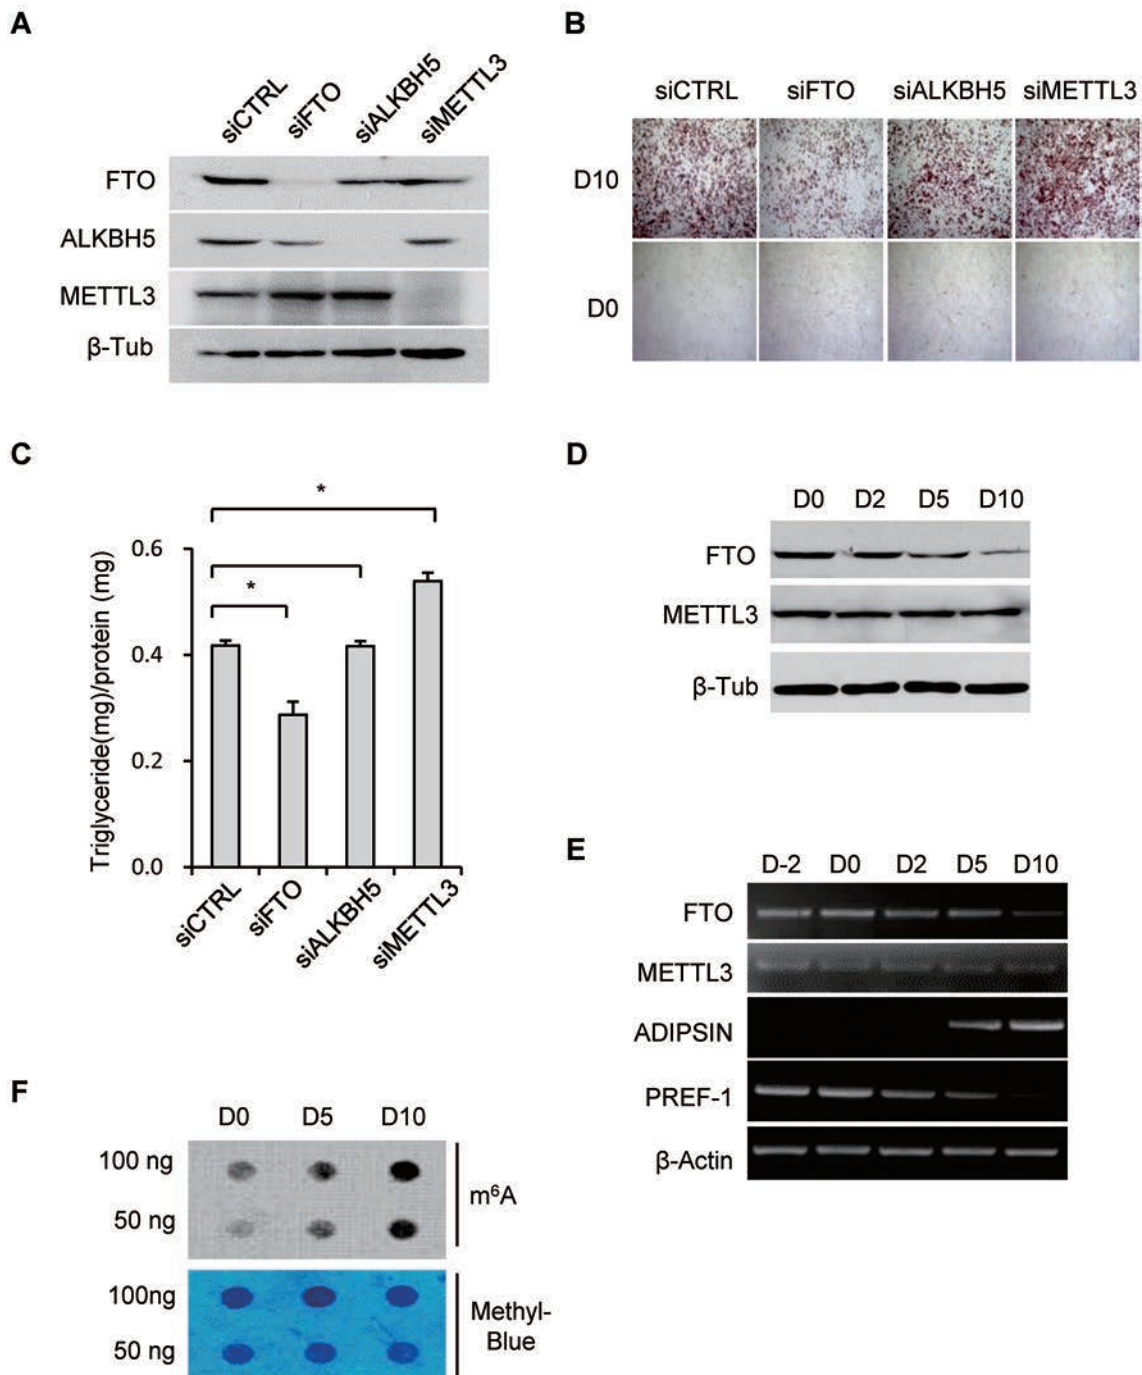 A
siCTRL siFTO siALKBH5 siMETTL3
FTO
ALKBH5
METTL3
β-Tub
B
siCTRL siFTO siALKBH5 siMETTL3
D10
D0
C
*
*
Triglyceride(mg)/protein (mg)
0.6
0.4
0.2
0.0
siCTRL siFTO siALKBH5 siMETTL3
D
D0 D2 D5 D10
FTO
METTL3
β-Tub
E
D-2 D0 D2 D5 D10
FTO
METTL3
ADIPSIN
PREF-1
β-Actin
F
D0 D5 D10
100 ng
50 ng
m⁶A
100ng
50 ng
Methyl-
Blue